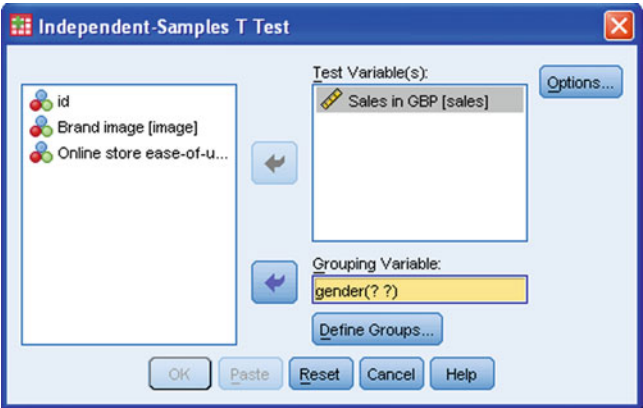 Independent-Samples T Test
Test Variable(s):
id
Brand image [image]
Online store ease-of-u...
Sales in GBP [sales]
Options...
Grouping Variable:
gender(? ?)
Define Groups...
OK
Paste
Reset
Cancel
Help